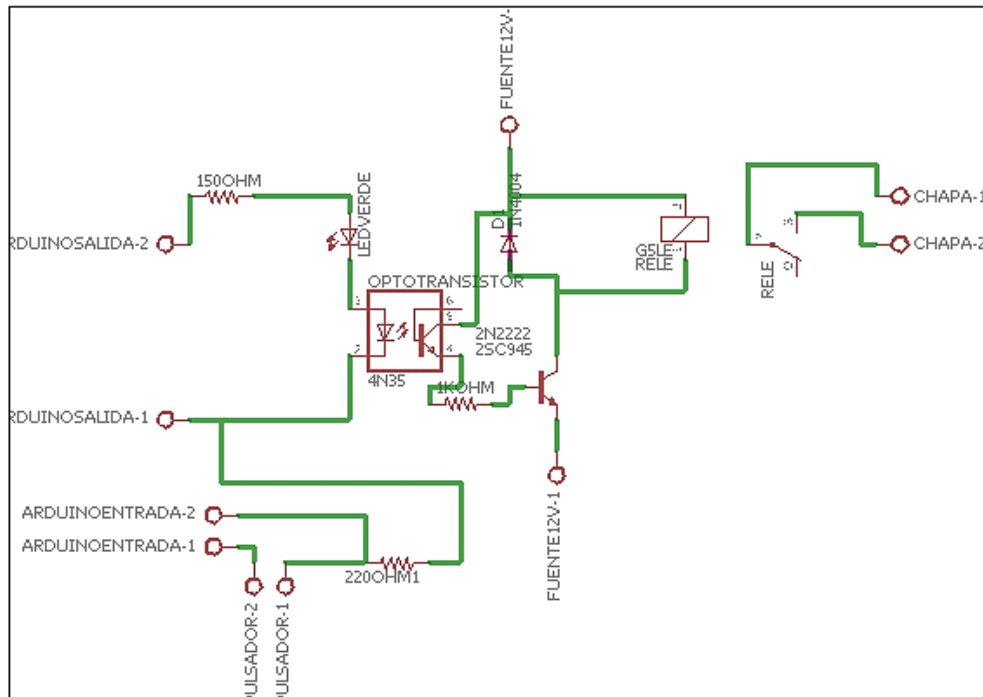 FUENTE12V-
150OHM
LEDVERDE
D1
1N4004
CHAPA-1
CHAPA-2
RDUINOSALIDA-2
G5LE
RELE
RELE
OPTOTRANSISTOR
2N2222
2SC945
4N35
1KOHM
RDUINOSALIDA-1
FUENTE12V-1
ARDUINOENTRADA-2
ARDUINOENTRADA-1
220OHM1
PULSADOR-2
PULSADOR-1